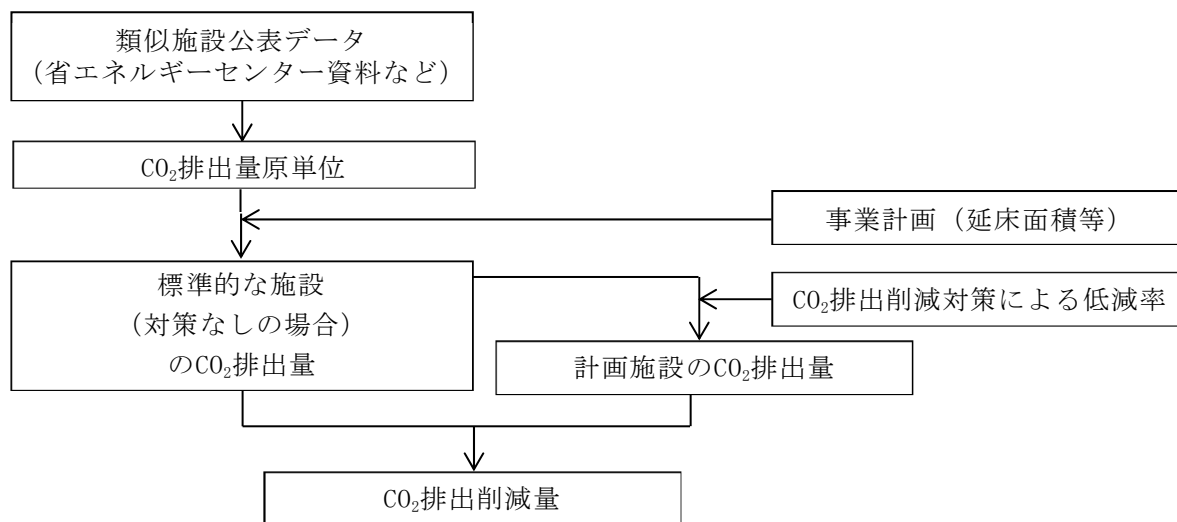 類似施設公表データ
（省エネルギーセンター資料など）
CO₂排出量原単位
事業計画（延床面積等）
標準的な施設
（対策なしの場合）
のCO₂排出量
CO₂排出削減対策による低減率
計画施設のCO₂排出量
CO₂排出削減量